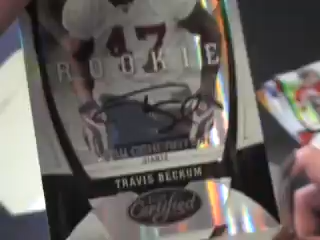 47
ROOKIE
GIANTS
TRAVIS BECKUM
Certified